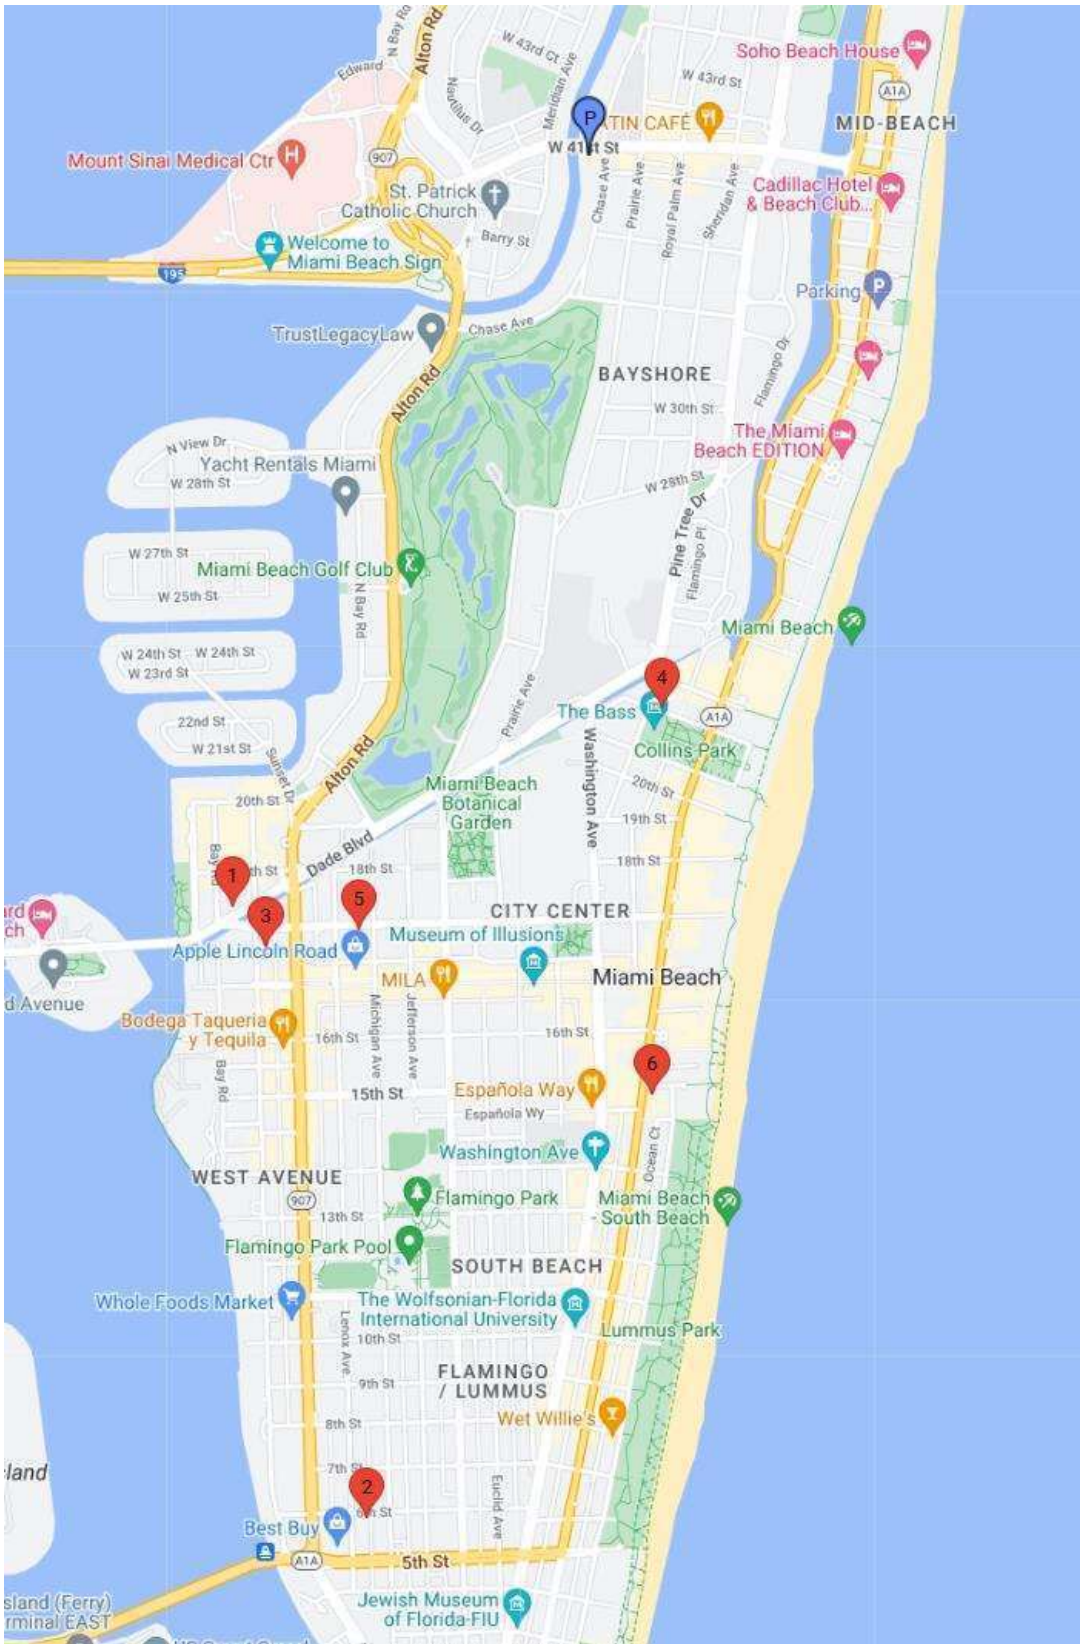 N Bay Rd
Alton Rd
W 43rd Ct
Soho Beach House
Edward
Nautilus Dr
Meridian Ave
W 43rd St
A1A
P
TIN CAFÉ
MID-BEACH
Mount Sinai Medical Ctr
H
907
W 41st St
St. Patrick
Catholic Church
Chase Ave
Prairie Ave
Royal Palm Ave
Sheridan Ave
Cadillac Hotel
& Beach Club...
Barry St
Welcome to
Miami Beach Sign
195
Parking
P
TrustLegacyLaw
Chase Ave
Flamingo Dr
BAYSHORE
Alton Rd
W 30th St
The Miami
Beach EDITION
N View Dr
W 28th St
Yacht Rentals Miami
W 28th St
Pine Tree Dr
Flamingo Pl
W 27th St
W 25th St
Miami Beach Golf Club
N Bay Rd
Miami Beach
W 24th St
W 24th St
W 23rd St
4
22nd St
W 21st St
Prairie Ave
The Bass
A1A
Collins Park
Sunset Dr
Alton Rd
Washington Ave
20th St
Miami Beach
Botanical
Garden
20th St
19th St
Dade Blvd
18th St
18th St
Bay Rd
1
th St
5
3
CITY CENTER
Apple Lincoln Road
Museum of Illusions
MILA
Miami Beach
d Avenue
Bodega Taqueria
y Tequila
16th St
Michigan Ave
Jefferson Ave
16th St
Bay Rd
15th St
6
Española Way
Española Wy
Washington Ave
Ocean Ct
WEST AVENUE
907
13th St
Flamingo Park
Miami Beach
- South Beach
Flamingo Park Pool
SOUTH BEACH
Whole Foods Market
The Wolfsonian-Florida
International University
Lenox Ave
10th St
Lummus Park
FLAMINGO
/ LUMMUS
9th St
8th St
Wet Willie's
7th St
2
6th St
Euclid Ave
Best Buy
A1A
5th St
sland
sland (Ferry)
rminal EAST
Jewish Museum
of Florida-FIU